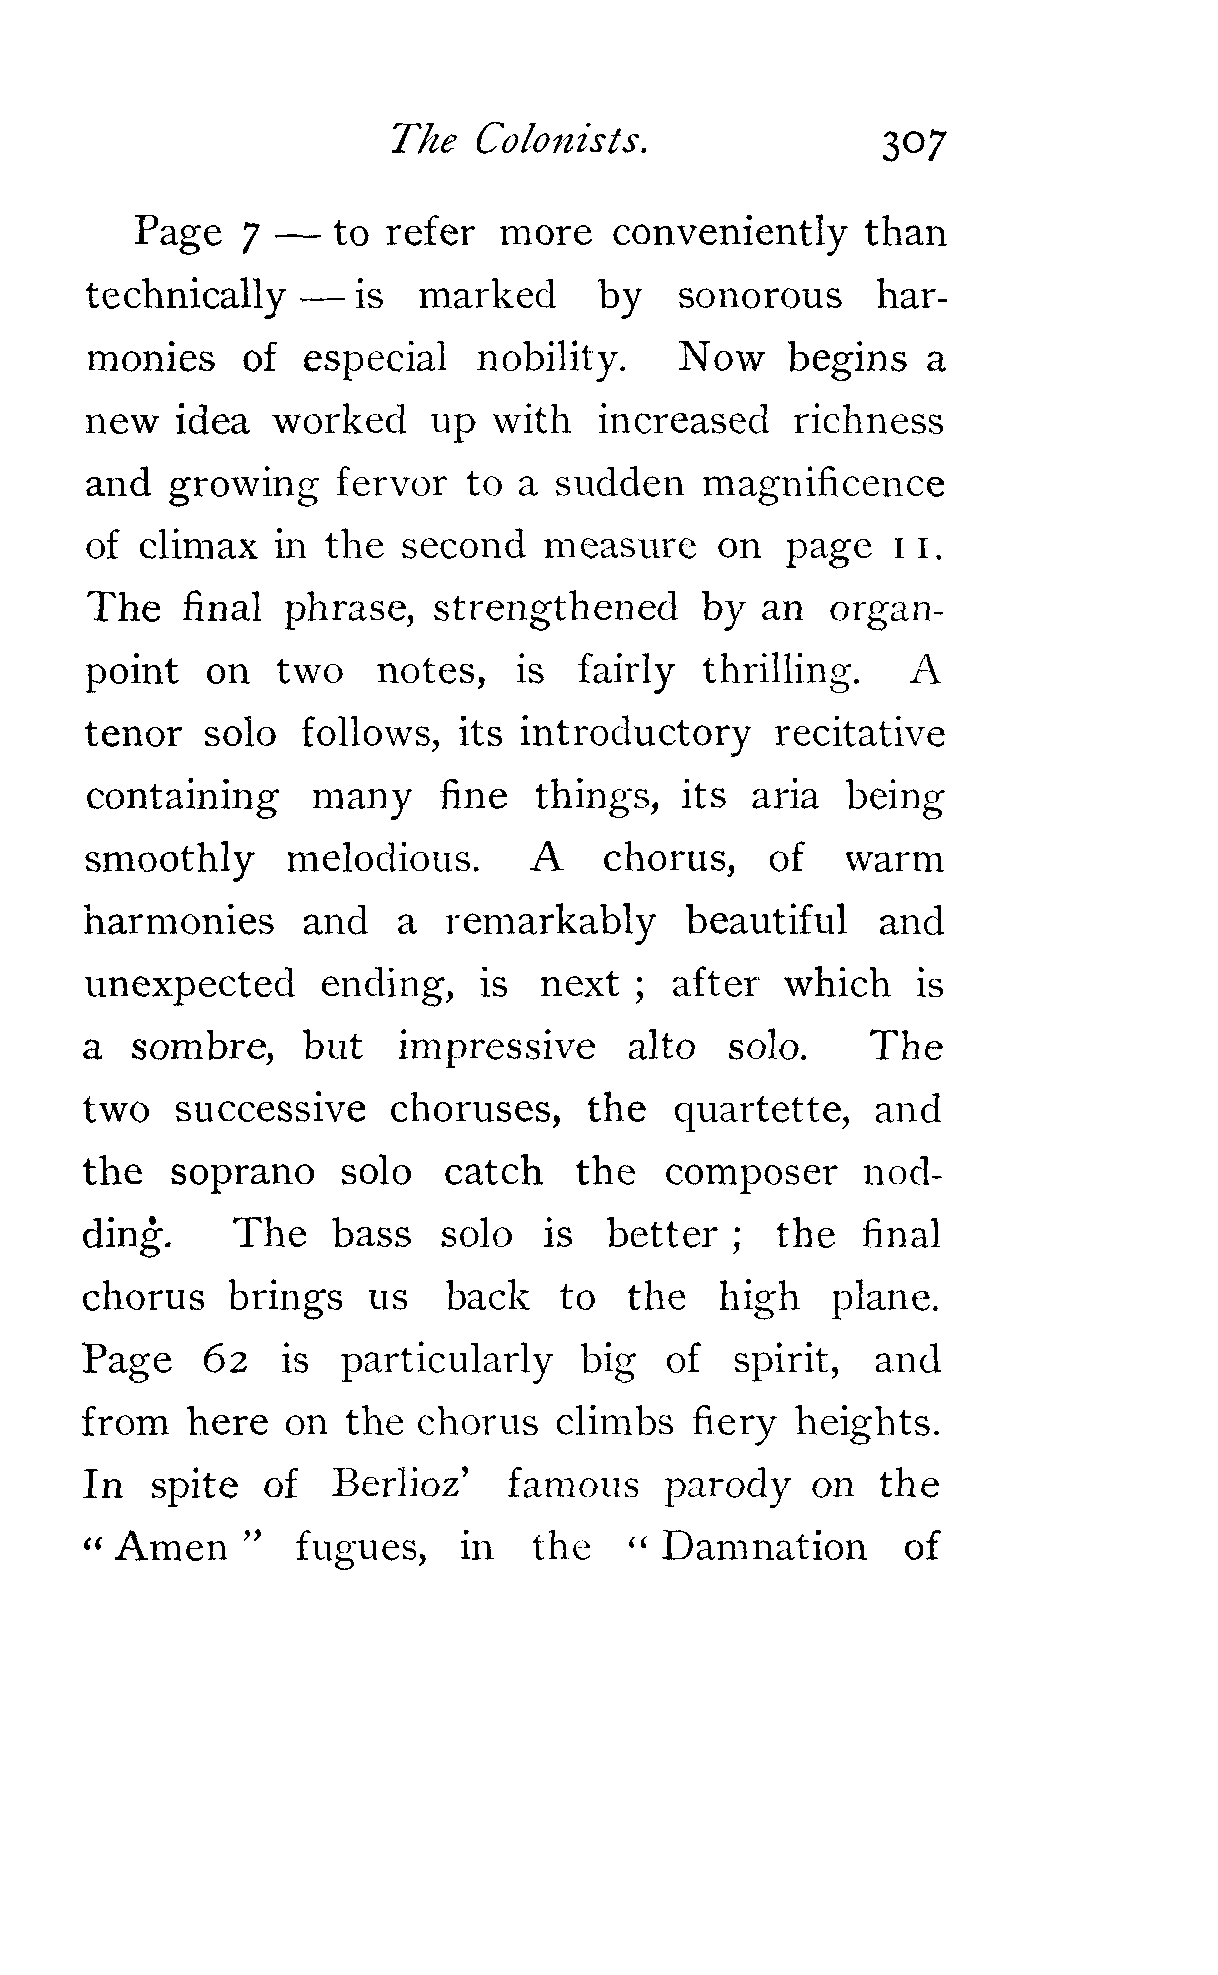 The Colonists. 307
Page 7 — to refer more conveniently than
technically — is marked by sonorous har-
monies of especial nobility. Now begins a
new idea worked up with increased richness
and growing fervor to a sudden magnificence
of climax in the second measure on page 11.
The final phrase, strengthened by an organ-
point on two notes, is fairly thrilling. A
tenor solo follows, its introductory recitative
containing many fine things, its aria being
smoothly melodious. A chorus, of warm
harmonies and a remarkably beautiful and
unexpected ending, is next ; after which is
a sombre, but impressive alto solo. The
two successive choruses, the quartette, and
the soprano solo catch the composer nod-
ding. The bass solo is better ; the final
chorus brings us back to the high plane.
Page 62 is particularly big of spirit, and
from here on the chorus climbs fiery heights.
In spite of Berlioz’ famous parody on the
“ Amen ” fugues, in the “ Damnation of